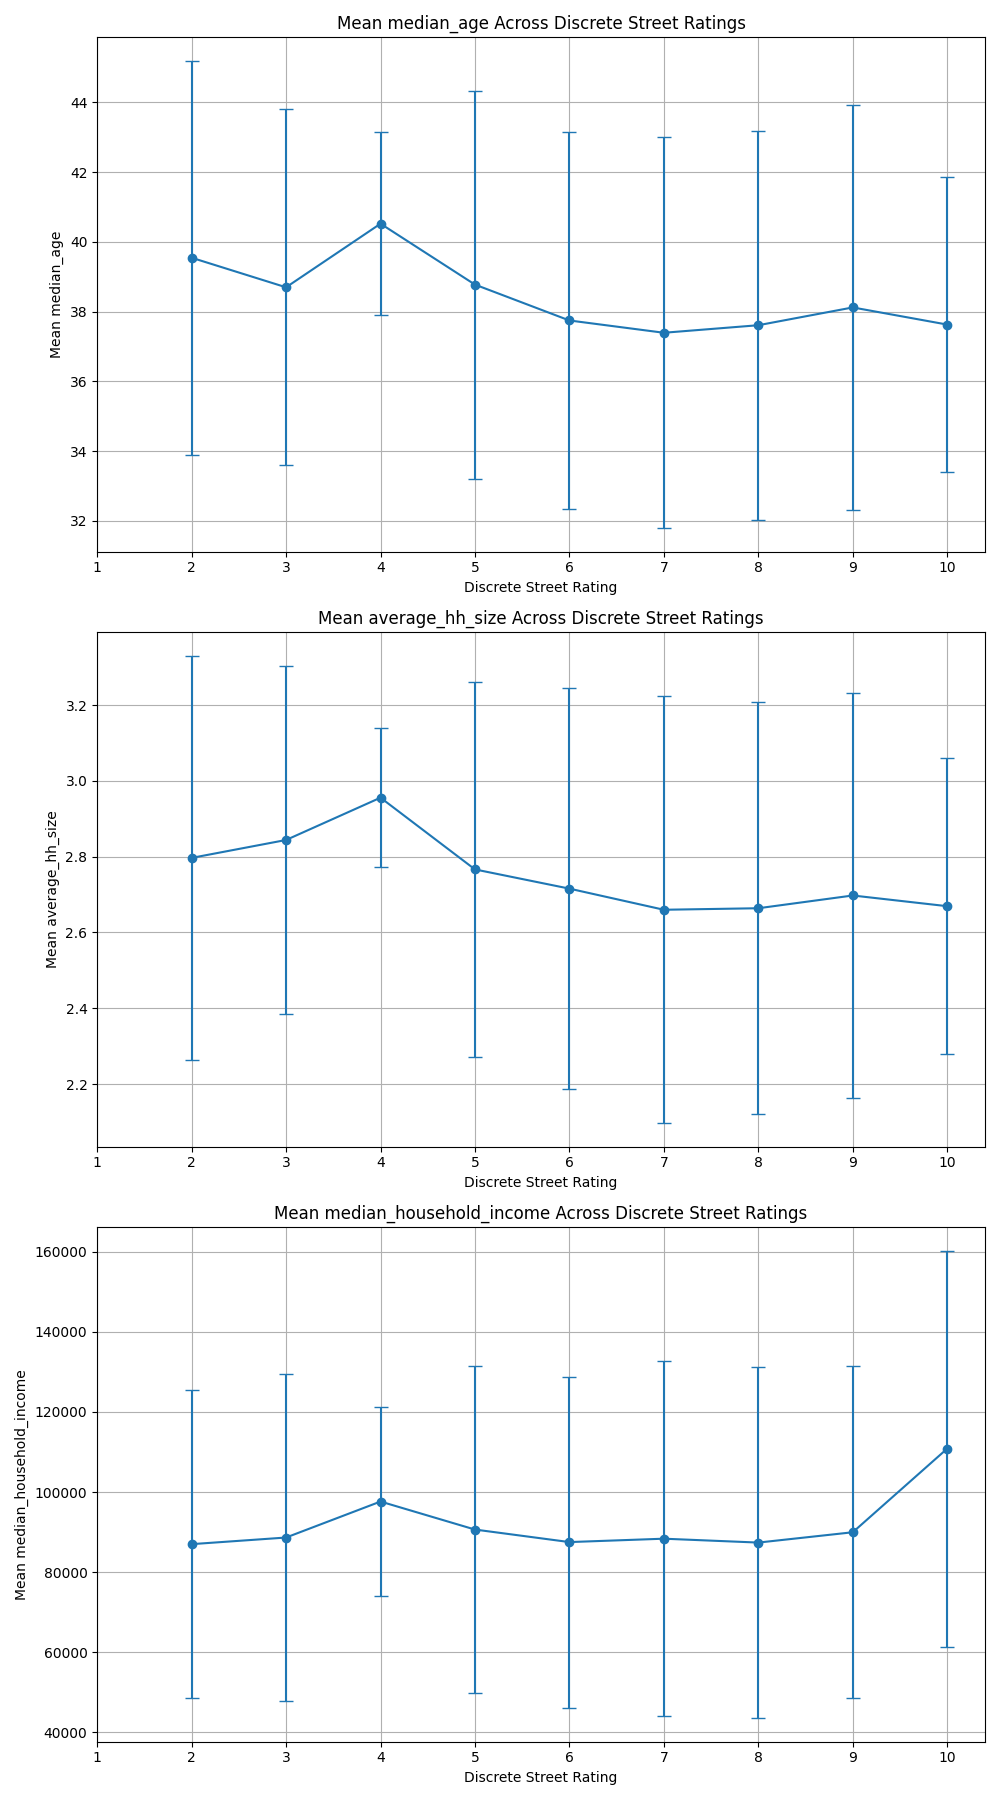 Mean median_age Across Discrete Street Ratings
44
42
40
38
36
34
32
Mean median_age
1 2 3 4 5 6 7 8 9 10
Discrete Street Rating
Mean average_hh_size Across Discrete Street Ratings
3.2
3.0
2.8
2.6
2.4
2.2
Mean average_hh_size
1 2 3 4 5 6 7 8 9 10
Discrete Street Rating
Mean median_household_income Across Discrete Street Ratings
160000
140000
120000
100000
80000
60000
40000
Mean median_household_income
1 2 3 4 5 6 7 8 9 10
Discrete Street Rating